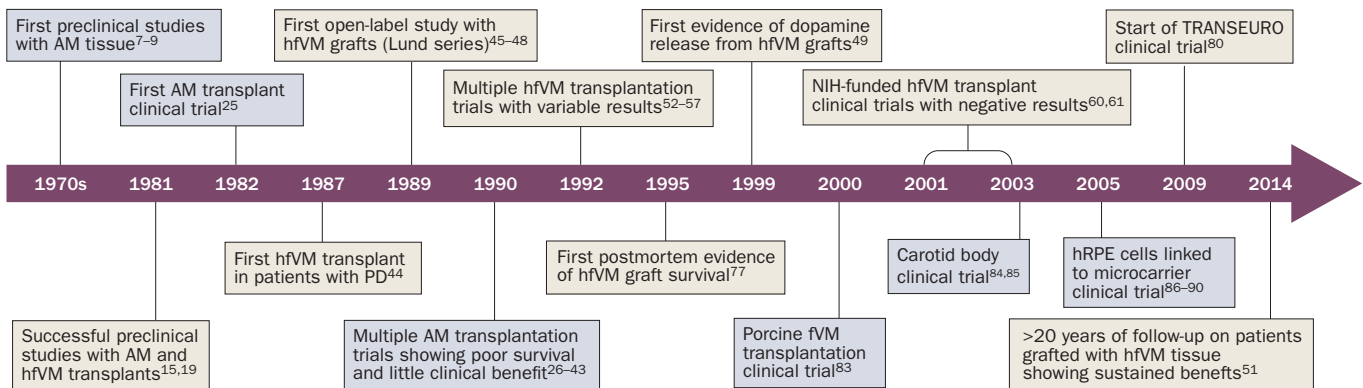 First preclinical studies
with AM tissue⁷⁻⁹
First open-label study with
hfVM grafts (Lund series)⁴⁵⁻⁴⁸
First evidence of dopamine
release from hfVM grafts⁴⁹
Start of TRANSEURO
clinical trial⁸⁰
First AM transplant
clinical trial²⁵
Multiple hfVM transplantation
trials with variable results⁵²⁻⁵⁷
NIH-funded hfVM transplant
clinical trials with negative results⁶⁰,⁶¹
1970s 1981 1982 1987 1989 1990 1992 1995 1999 2000 2001 2003 2005 2009 2014
First hfVM transplant
in patients with PD⁴⁴
First postmortem evidence
of hfVM graft survival⁷⁷
Carotid body
clinical trial⁸⁴,⁸⁵
hRPE cells linked
to microcarrier
clinical trial⁸⁶⁻⁹⁰
Successful preclinical
studies with AM and
hfVM transplants¹⁵,¹⁹
Multiple AM transplantation
trials showing poor survival
and little clinical benefit²⁶⁻⁴³
Porcine fVM
transplantation
clinical trial⁸³
>20 years of follow-up on patients
grafted with hfVM tissue
showing sustained benefts⁵¹